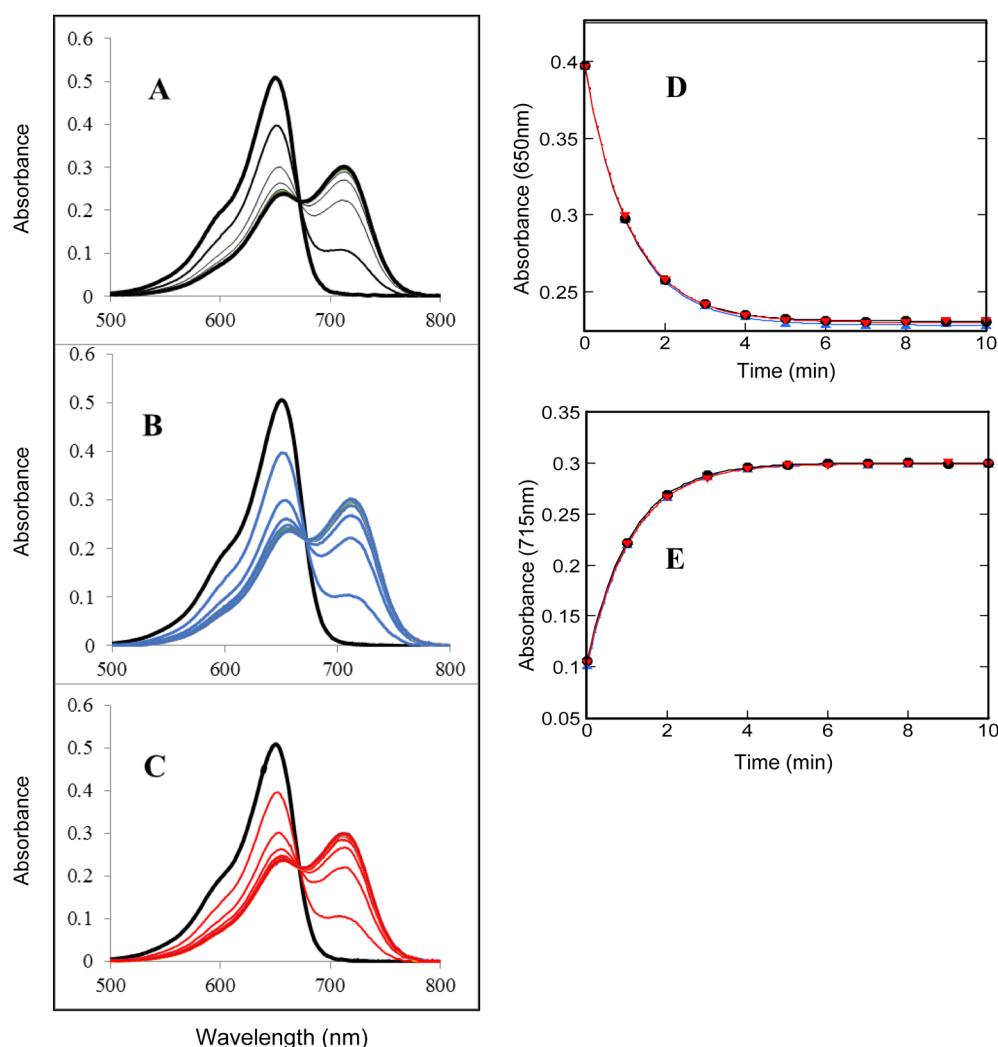 A
Absorbance
0.6
0.5
0.4
0.3
0.2
0.1
0
500 600 700 800
B
Absorbance
0.6
0.5
0.4
0.3
0.2
0.1
0
500 600 700 800
C
Absorbance
0.6
0.5
0.4
0.3
0.2
0.1
0
500 600 700 800
Wavelength (nm)
D
Absorbance (650nm)
0.4
0.35
0.3
0.25
0 2 4 6 8 10
Time (min)
E
Absorbance (715nm)
0.35
0.3
0.25
0.2
0.15
0.1
0.05
0 2 4 6 8 10
Time (min)